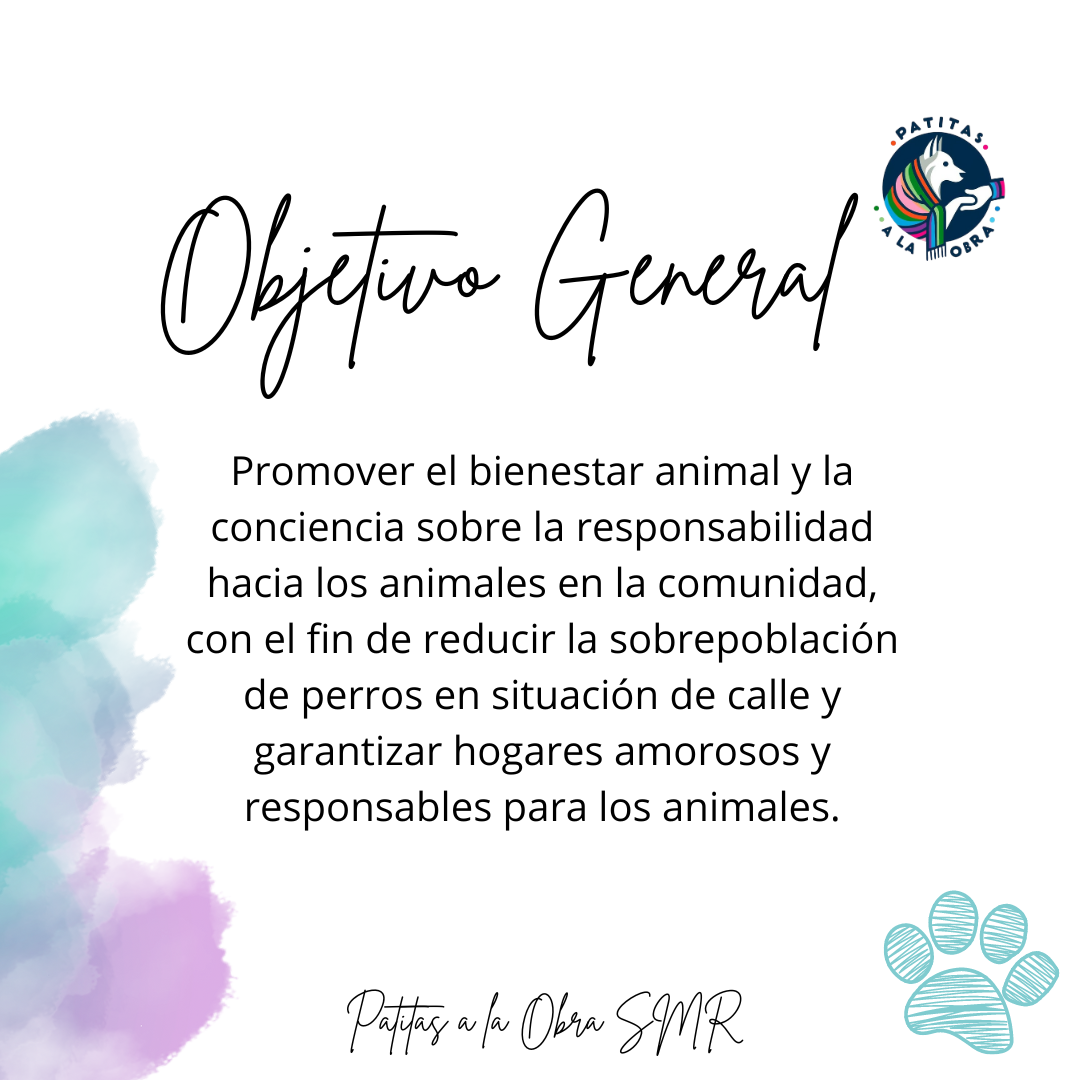 PATITAS
A LA OBRA
Objetivo General
Promover el bienestar animal y la
conciencia sobre la responsabilidad
hacia los animales en la comunidad,
con el fin de reducir la sobrepoblación
de perros en situación de calle y
garantizar hogares amorosos y
responsables para los animales.
Patitas a la Obra SMR